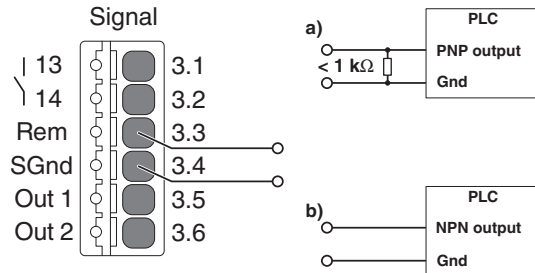 Signal
13
14
Rem
SGnd
Out 1
Out 2
3.1
3.2
3.3
3.4
3.5
3.6
a)
PLC
PNP output
< 1 kΩ
Gnd
b)
PLC
NPN output
Gnd